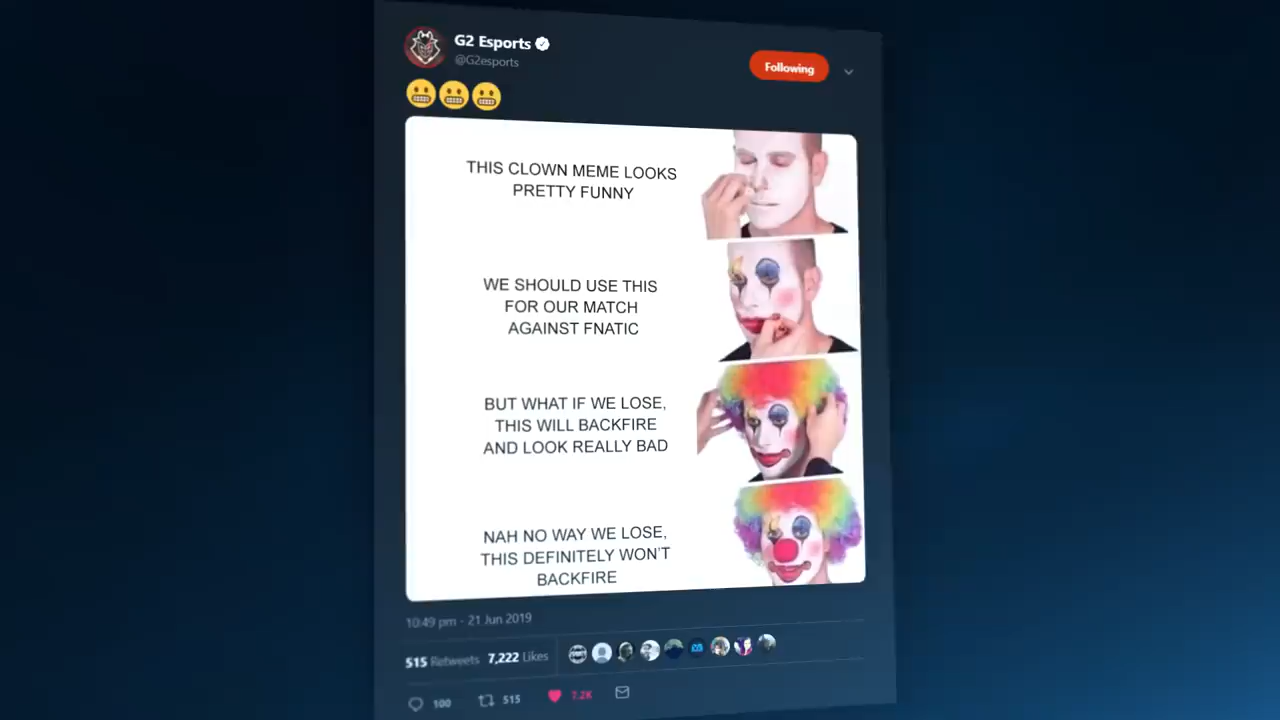 G2 Esports
@G2esports
Following
THIS CLOWN MEME LOOKS
PRETTY FUNNY
WE SHOULD USE THIS
FOR OUR MATCH
AGAINST FNATIC
BUT WHAT IF WE LOSE,
THIS WILL BACKFIRE
AND LOOK REALLY BAD
NAH NO WAY WE LOSE,
THIS DEFINITELY WON'T
BACKFIRE
10:49 pm - 21 Jun 2019
515 Retweets 7,222 Likes
100 515 7.2K